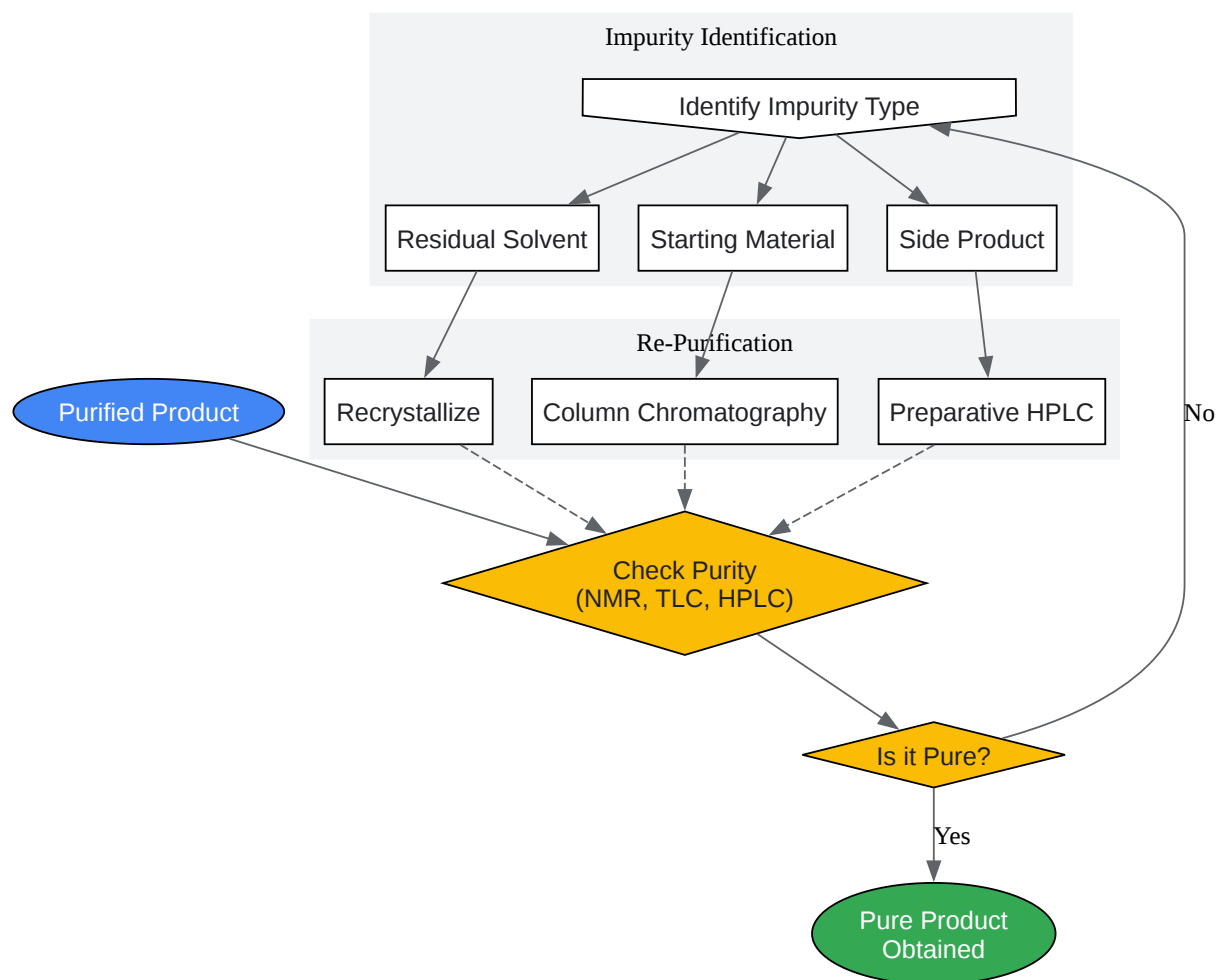 Impurity Identification
Identify Impurity Type
Residual Solvent
Starting Material
Side Product
Re-Purification
Purified Product
Recrystallize
Column Chromatography
Preparative HPLC
No
Check Purity
(NMR, TLC, HPLC)
Is it Pure?
Yes
Pure Product
Obtained